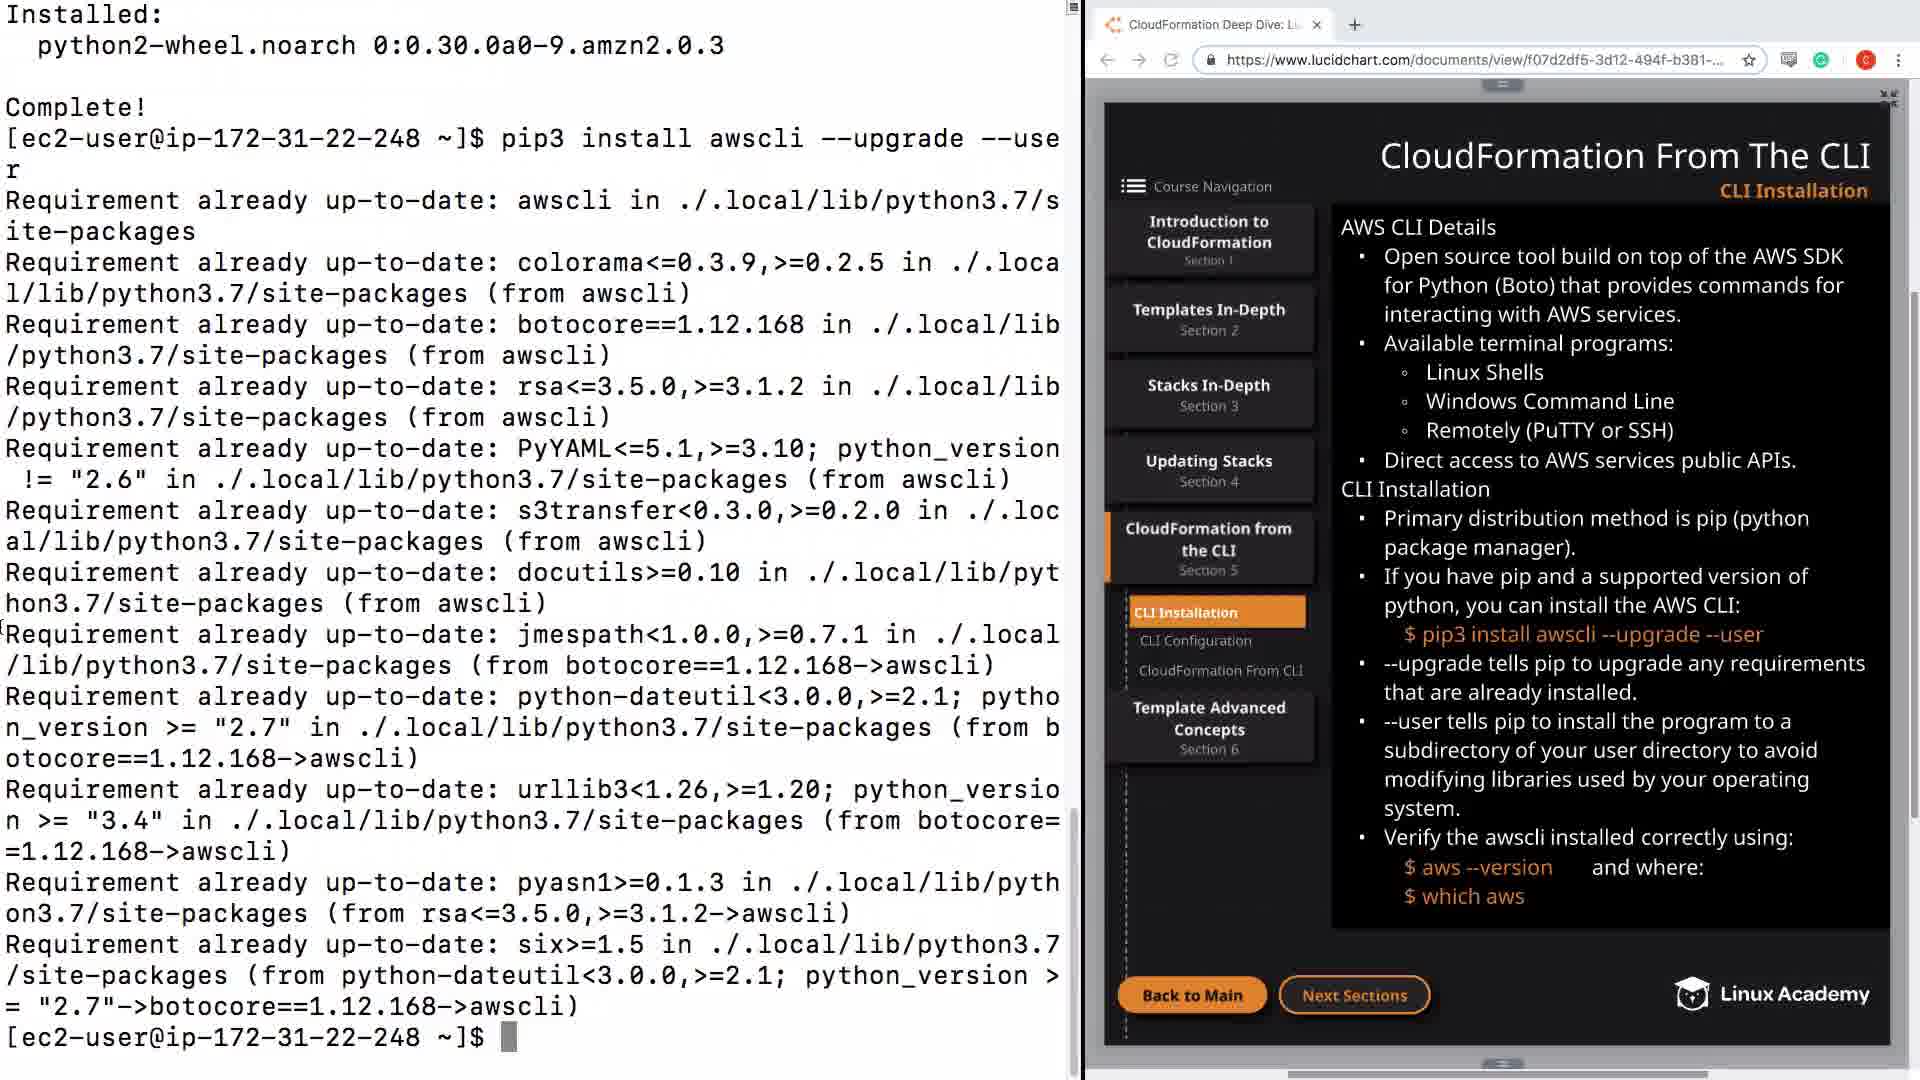 Installed:
python2-wheel.noarch 0:0.30.0a0-9.amzn2.0.3
Complete!
[ec2-user@ip-172-31-22-248 ~]$ pip3 install awscli --upgrade --use
r
Requirement already up-to-date: awscli in ./.local/lib/python3.7/s
ite-packages
Requirement already up-to-date: colorama<=0.3.9,>=0.2.5 in ./.loca
l/lib/python3.7/site-packages (from awscli)
Requirement already up-to-date: botocore==1.12.168 in ./.local/lib
/python3.7/site-packages (from awscli)
Requirement already up-to-date: rsa<=3.5.0,>=3.1.2 in ./.local/lib
/python3.7/site-packages (from awscli)
Requirement already up-to-date: PyYAML<=5.1,>=3.10; python_version
!= "2.6" in ./.local/lib/python3.7/site-packages (from awscli)
Requirement already up-to-date: s3transfer<0.3.0,>=0.2.0 in ./.loc
al/lib/python3.7/site-packages (from awscli)
Requirement already up-to-date: docutils>=0.10 in ./.local/lib/pyt
hon3.7/site-packages (from awscli)
Requirement already up-to-date: jmespath<1.0.0,>=0.7.1 in ./.local
/lib/python3.7/site-packages (from botocore==1.12.168->awscli)
Requirement already up-to-date: python-dateutil<3.0.0,>=2.1; pytho
n_version >= "2.7" in ./.local/lib/python3.7/site-packages (from b
otocore==1.12.168->awscli)
Requirement already up-to-date: urllib3<1.26,>=1.20; python_versio
n >= "3.4" in ./.local/lib/python3.7/site-packages (from botocore=
=1.12.168->awscli)
Requirement already up-to-date: pyasn1>=0.1.3 in ./.local/lib/pyth
on3.7/site-packages (from rsa<=3.5.0,>=3.1.2->awscli)
Requirement already up-to-date: six>=1.5 in ./.local/lib/python3.7
/site-packages (from python-dateutil<3.0.0,>=2.1; python_version >
= "2.7"->botocore==1.12.168->awscli)
[ec2-user@ip-172-31-22-248 ~]$
CloudFormation Deep Dive: Lu
https://www.lucidchart.com/documents/view/f07d2df5-3d12-494f-b381-...
C
CloudFormation From The CLI
CLI Installation
Course Navigation
Introduction to
CloudFormation
Section 1
Templates In-Depth
Section 2
Stacks In-Depth
Section 3
Updating Stacks
Section 4
CloudFormation from
the CLI
Section 5
CLI Installation
CLI Configuration
CloudFormation From CLI
Template Advanced
Concepts
Section 6
AWS CLI Details
• Open source tool build on top of the AWS SDK
for Python (Boto) that provides commands for
interacting with AWS services.
• Available terminal programs:
◦ Linux Shells
◦ Windows Command Line
◦ Remotely (PuTTY or SSH)
• Direct access to AWS services public APIs.
CLI Installation
• Primary distribution method is pip (python
package manager).
• If you have pip and a supported version of
python, you can install the AWS CLI:
$ pip3 install awscli --upgrade --user
• --upgrade tells pip to upgrade any requirements
that are already installed.
• --user tells pip to install the program to a
subdirectory of your user directory to avoid
modifying libraries used by your operating
system.
• Verify the awscli installed correctly using:
$ aws --version and where:
$ which aws
Back to Main
Next Sections
Linux Academy